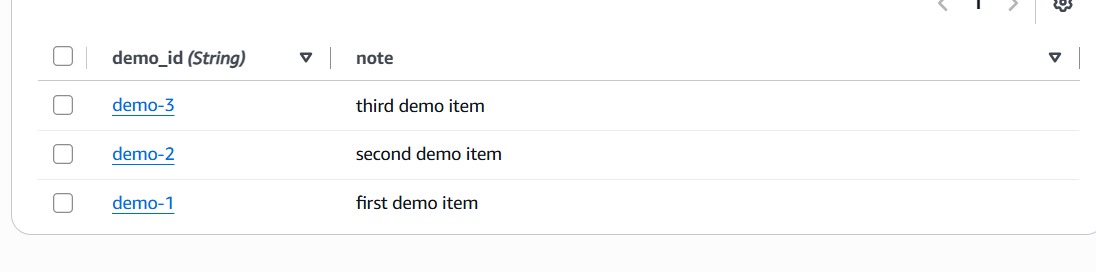 1
demo_id (String) note
demo-3 third demo item
demo-2 second demo item
demo-1 first demo item